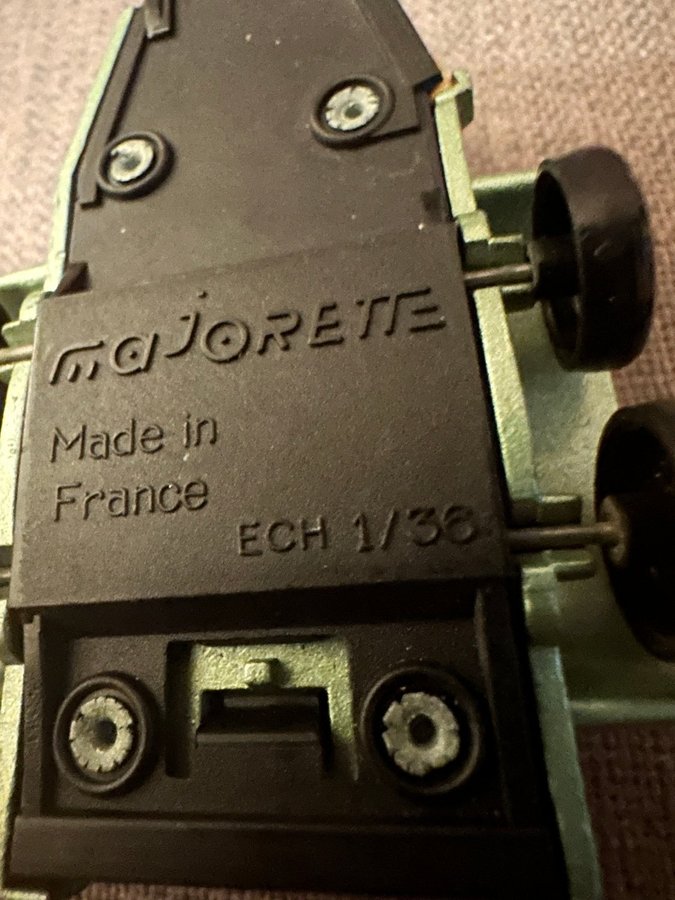 majORETTE
Made in
France
ECH 1/36